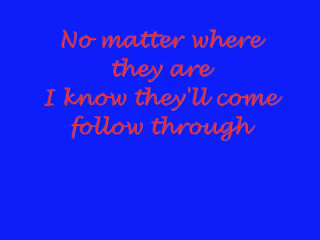 No matter where
they are
I know they'll come
follow through